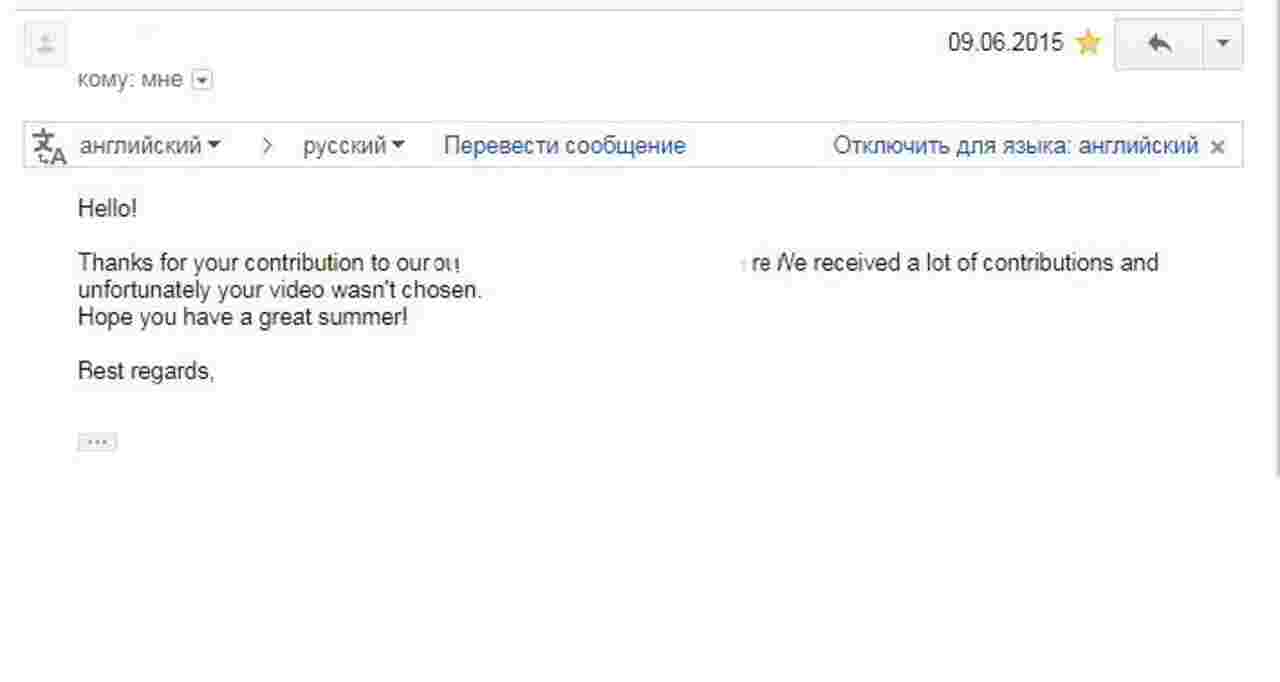 09.06.2015
кому: мне
английский > русский Перевести сообщение Отключить для языка: английский ×
Hello!
Thanks for your contribution to our We received a lot of contributions and
unfortunately your video wasn't chosen.
Hope you have a great summer!
Best regards,
...